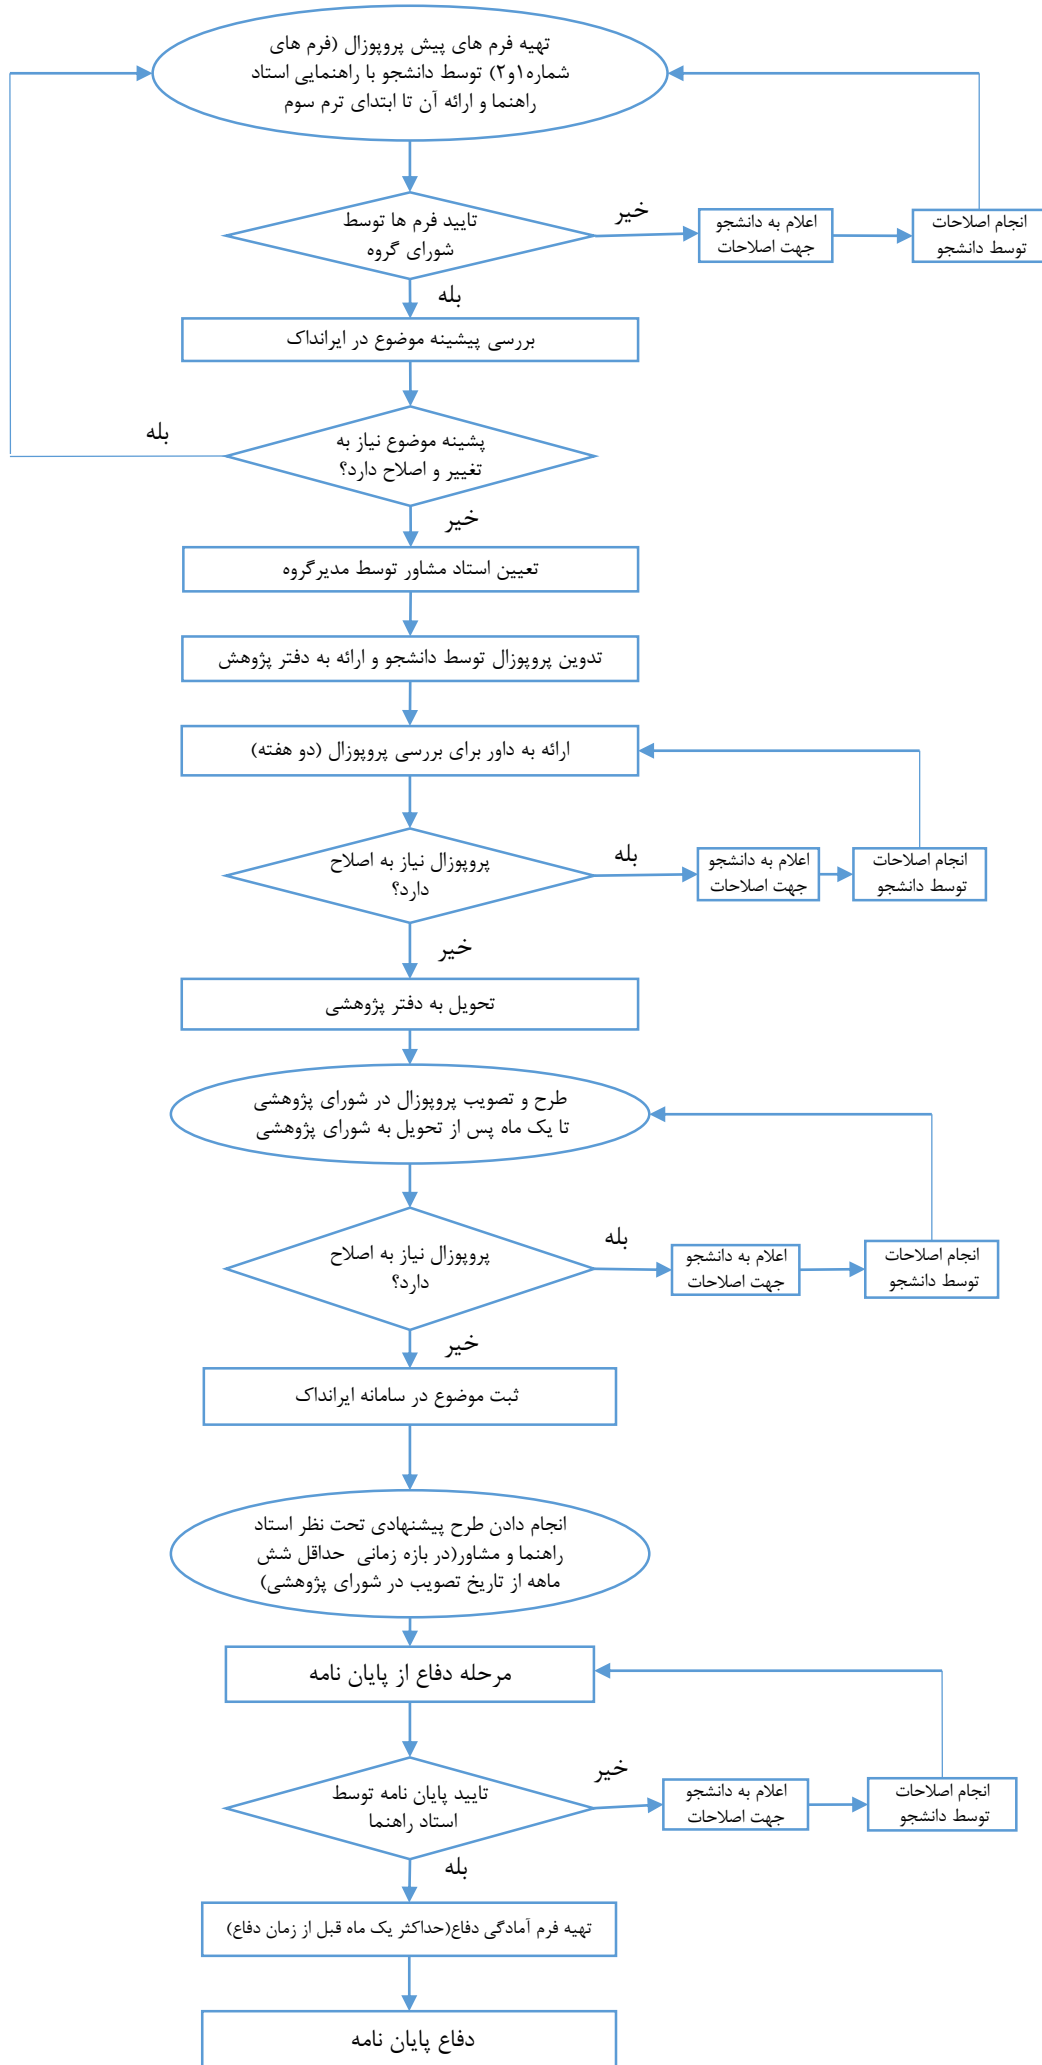 تهیه فرم های پیش پروپوزال (فرم های
شماره۱و۲) توسط دانشجو با راهنمایی استاد
راهنما و ارائه آن تا ابتدای ترم سوم
تایید فرم ها توسط
شورای گروه
خیر
اعلام به دانشجو
جهت اصلاحات
انجام اصلاحات
توسط دانشجو
بله
بررسی پیشینه موضوع در ایرانداک
پشینه موضوع نیاز به
تغییر و اصلاح دارد؟
بله
خیر
تعیین استاد مشاور توسط مدیرگروه
تدوین پروپوزال توسط دانشجو و ارائه به دفتر پژوهش
ارائه به داور برای بررسی پروپوزال (دو هفته)
پروپوزال نیاز به اصلاح
دارد؟
بله
اعلام به دانشجو
جهت اصلاحات
انجام اصلاحات
توسط دانشجو
خیر
تحویل به دفتر پژوهشی
طرح و تصویب پروپوزال در شورای پژوهشی
تا یک ماه پس از تحویل به شورای پژوهشی
پروپوزال نیاز به اصلاح
دارد؟
بله
اعلام به دانشجو
جهت اصلاحات
انجام اصلاحات
توسط دانشجو
خیر
ثبت موضوع در سامانه ایرانداک
انجام دادن طرح پیشنهادی تحت نظر استاد
راهنما و مشاور(در بازه زمانی حداقل شش
ماهه از تاریخ تصویب در شورای پژوهشی)
مرحله دفاع از پایان نامه
تایید پایان نامه توسط
استاد راهنما
خیر
اعلام به دانشجو
جهت اصلاحات
انجام اصلاحات
توسط دانشجو
بله
تهیه فرم آمادگی دفاع(حداکثر یک ماه قبل از زمان دفاع)
دفاع پایان نامه